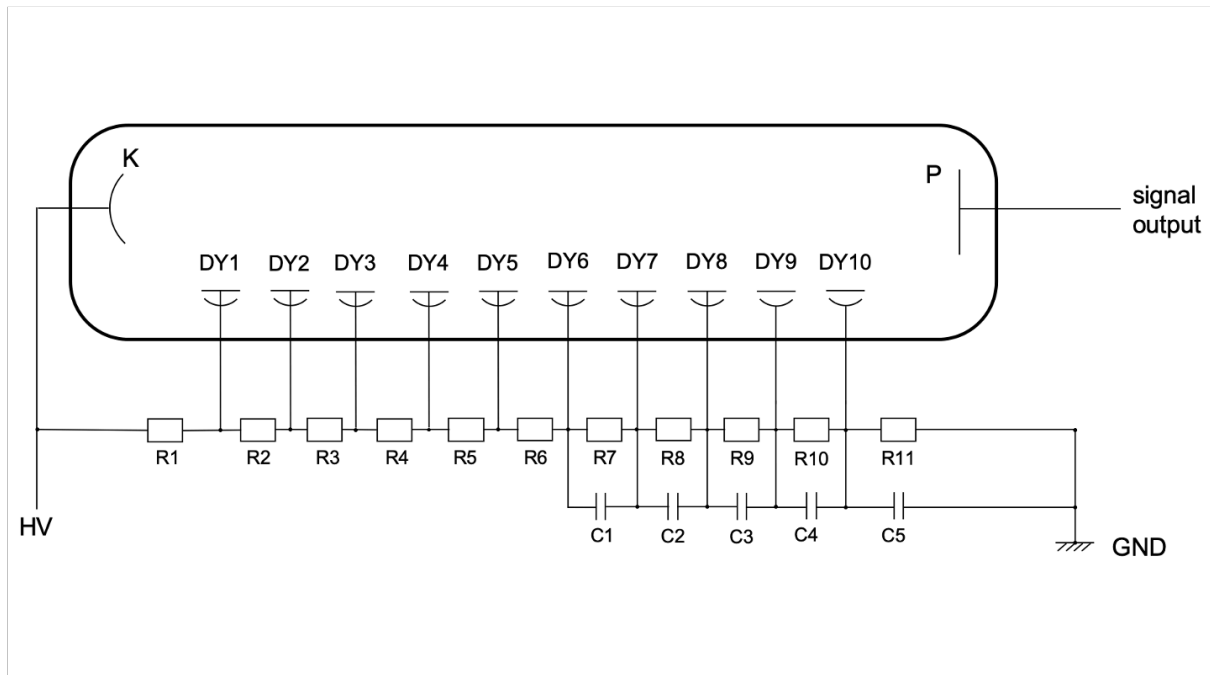 K
P
signal
output
DY1 DY2 DY3 DY4 DY5 DY6 DY7 DY8 DY9 DY10
R1 R2 R3 R4 R5 R6 R7 R8 R9 R10 R11
HV
C1 C2 C3 C4 C5
GND